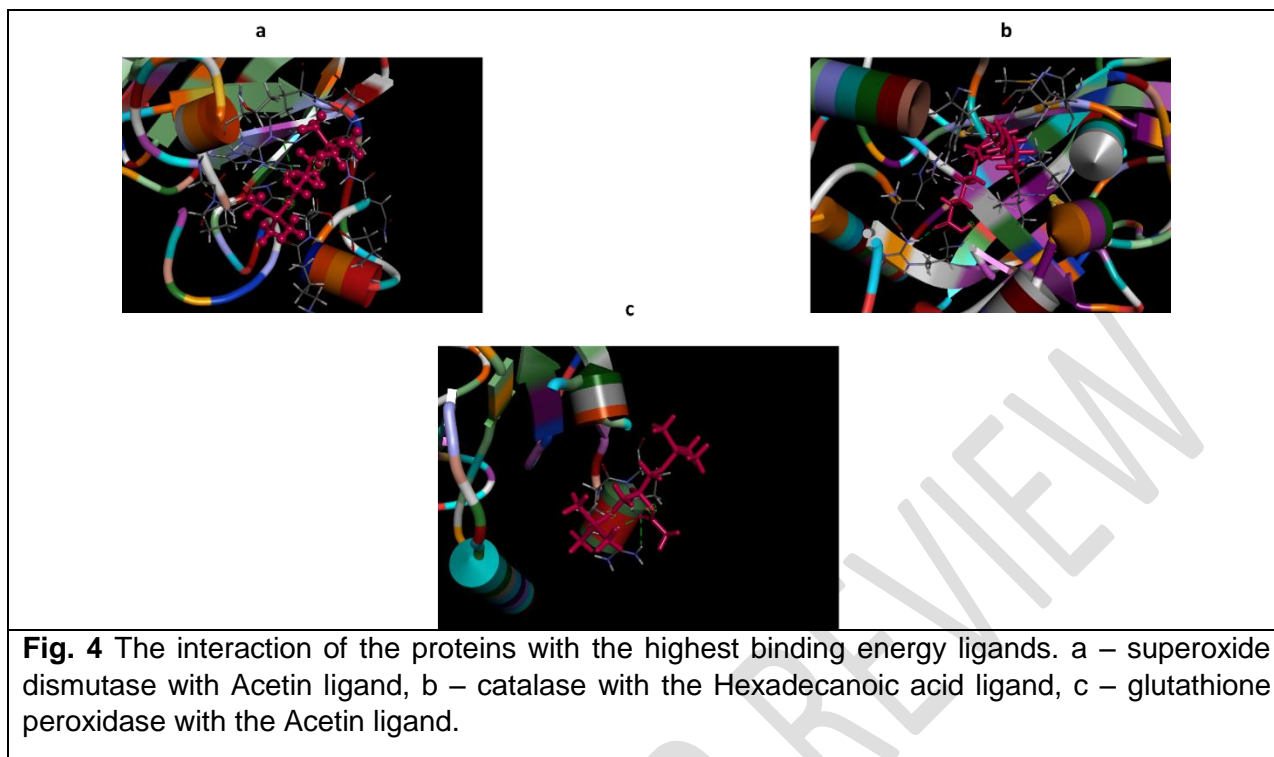 a
b
c
Fig. 4 The interaction of the proteins with the highest binding energy ligands. a – superoxide
dismutase with Acetin ligand, b – catalase with the Hexadecanoic acid ligand, c – glutathione
peroxidase with the Acetin ligand.
REVIEW